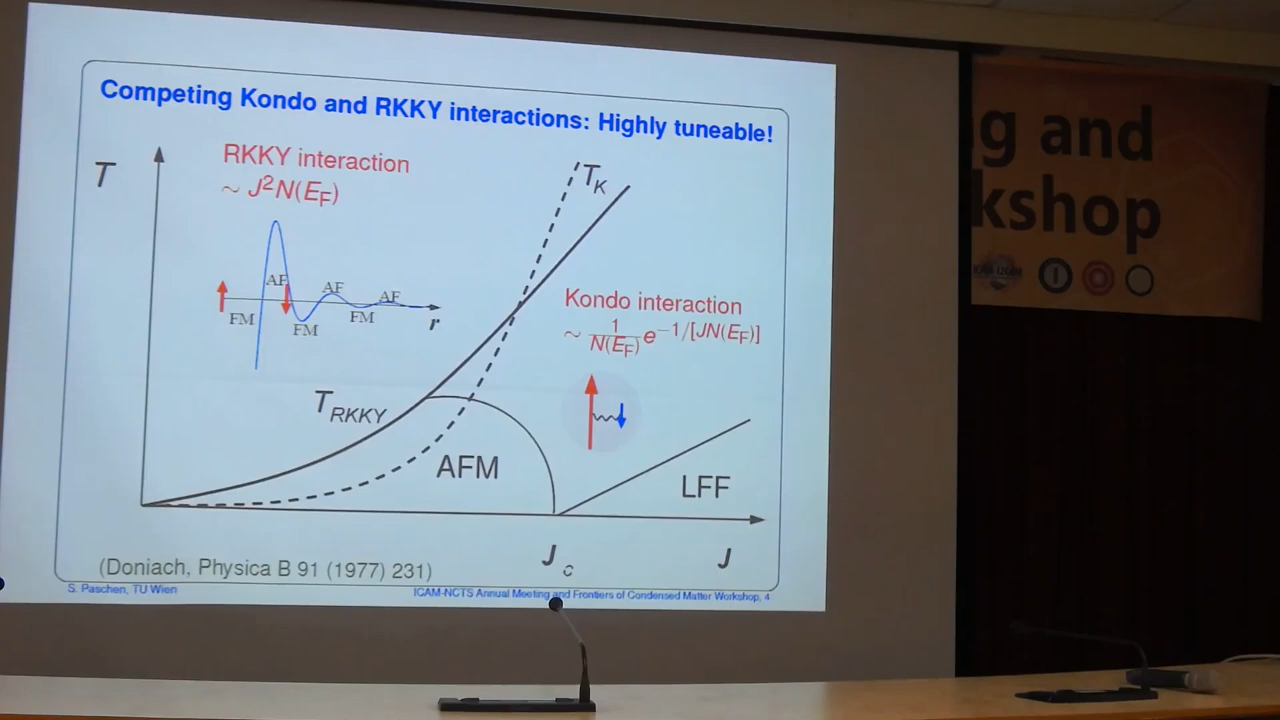 Competing Kondo and RKKY interactions: Highly tuneable!
T
RKKY interaction
~ J²N(E_F)
T_K
AF
AF
AF
FM
FM
FM
r
Kondo interaction
~ 1/N(E_F) e^−1/[JN(E_F)]
T_RKKY
AFM
LFF
J_c
J
(Doniach, Physica B 91 (1977) 231)
S. Paschen, TU Wien
ICAM-NCTS Annual Meeting and Frontiers of Condensed Matter Workshop, 4
g and
kshop